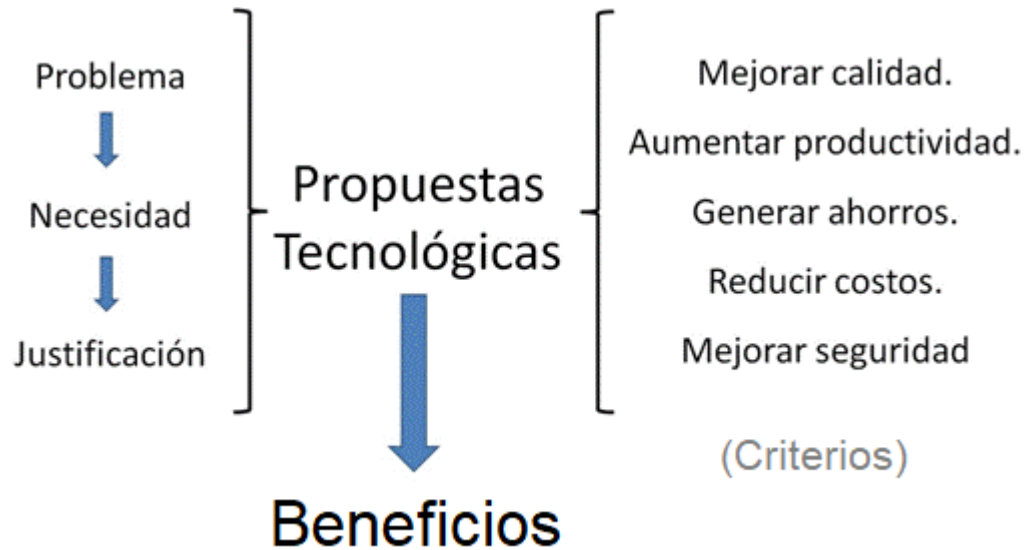 Problema
Necesidad
Justificación
Propuestas
Tecnológicas
Beneficios
Mejorar calidad.
Aumentar productividad.
Generar ahorros.
Reducir costos.
Mejorar seguridad
(Criterios)